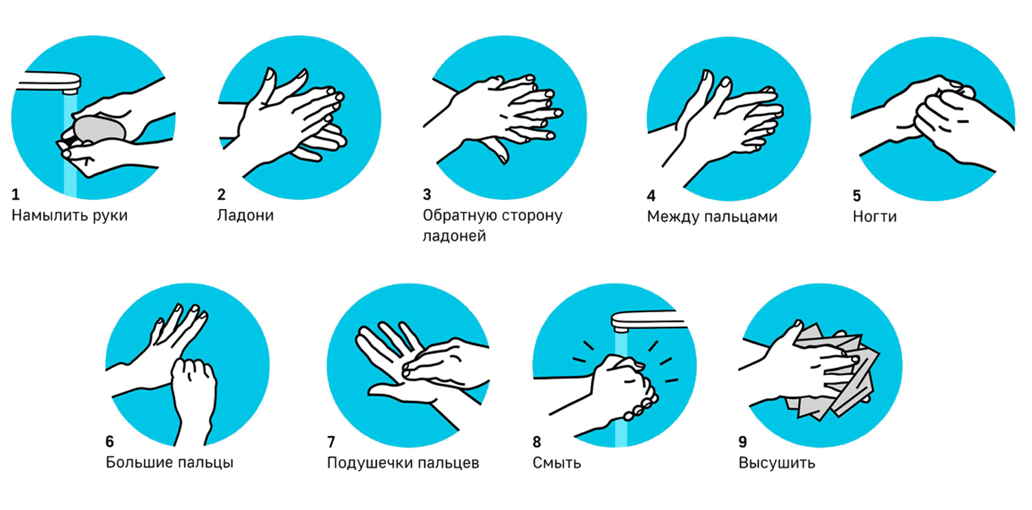 1
Намылить руки
2
Ладони
3
Обратную сторону
ладоней
4
Между пальцами
5
Ногти
6
Большие пальцы
7
Подушечки пальцев
8
Смыть
9
Высушить